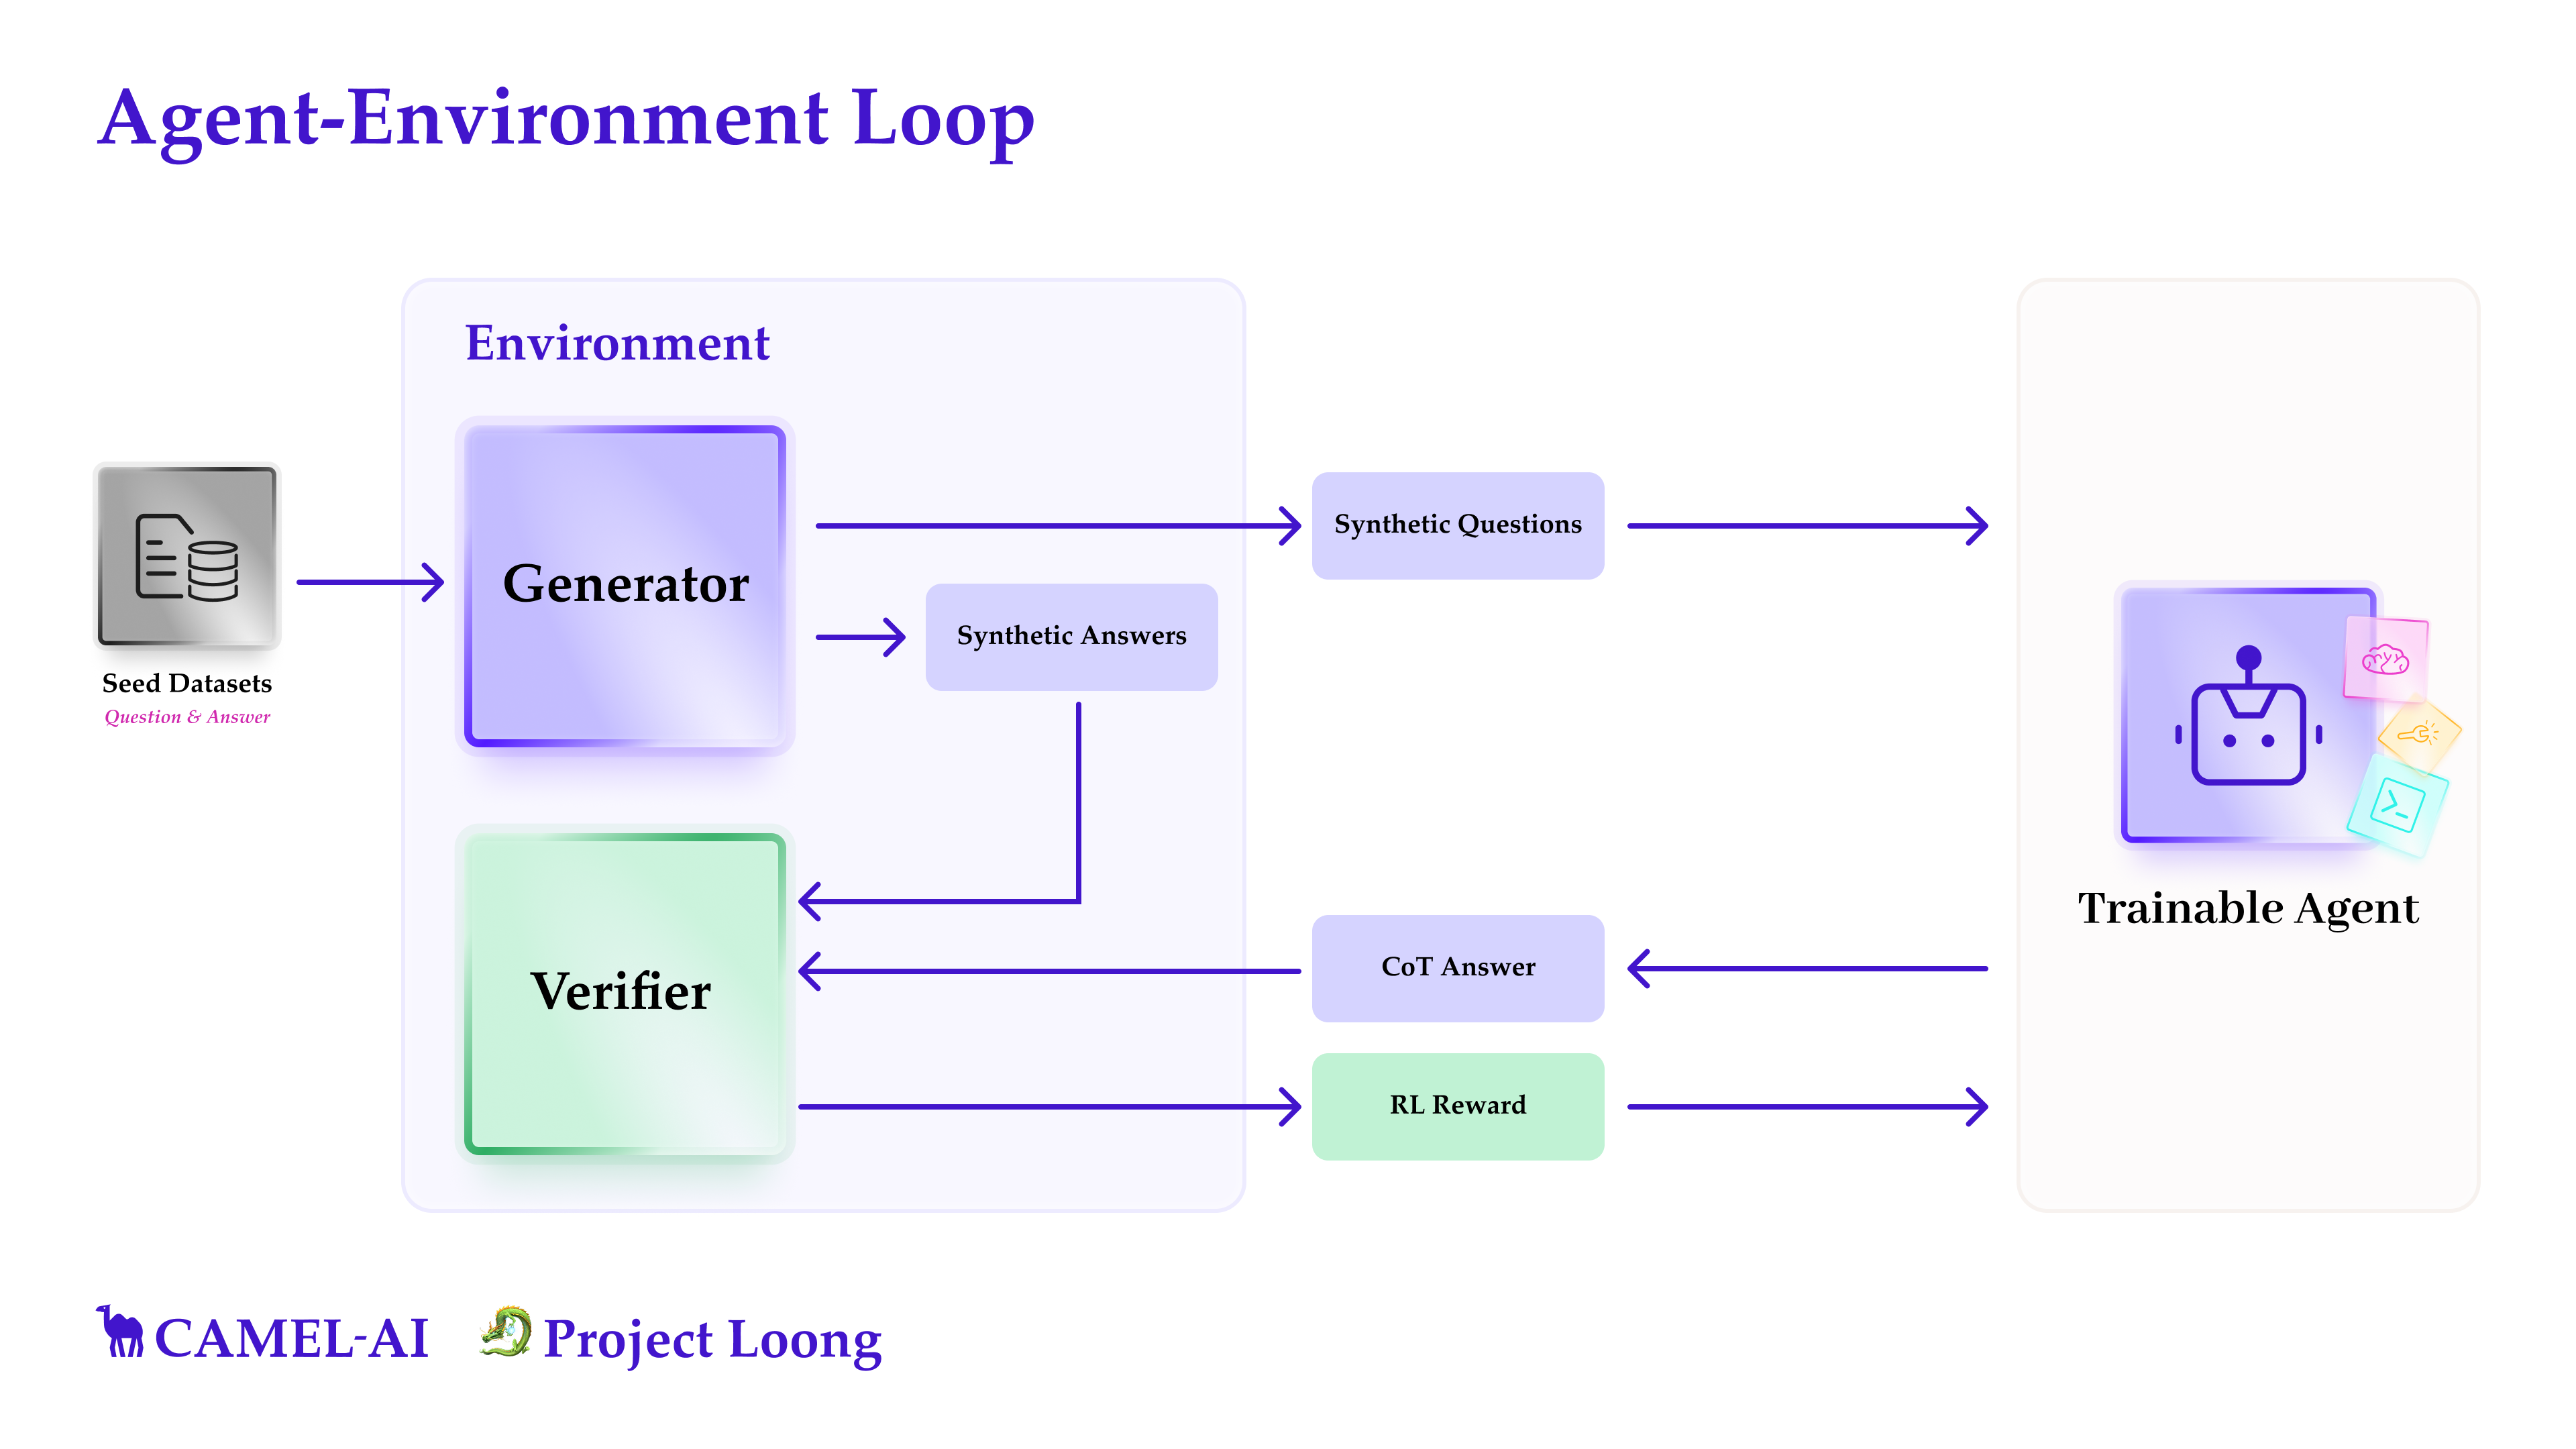 Agent-Environment Loop
Environment
Generator
Synthetic Questions
Synthetic Answers
Seed Datasets
Question & Answer
Trainable Agent
Verifier
CoT Answer
RL Reward
CAMEL-AI
Project Loong